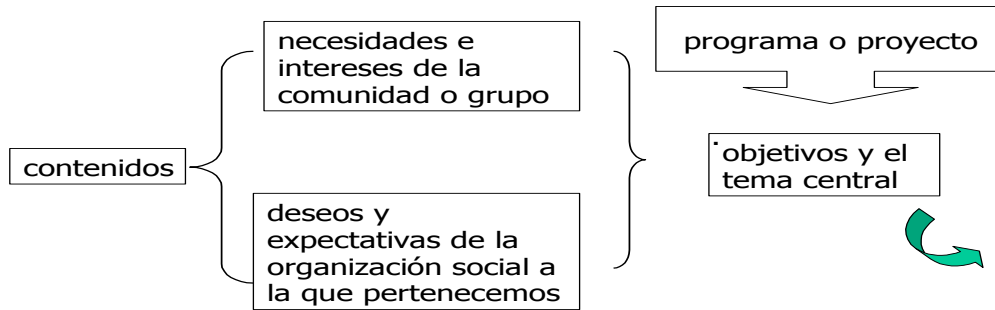 contenidos
necesidades e
intereses de la
comunidad o grupo
deseos y
expectativas de la
organización social a
la que pertenecemos
programa o proyecto
objetivos y el
tema central